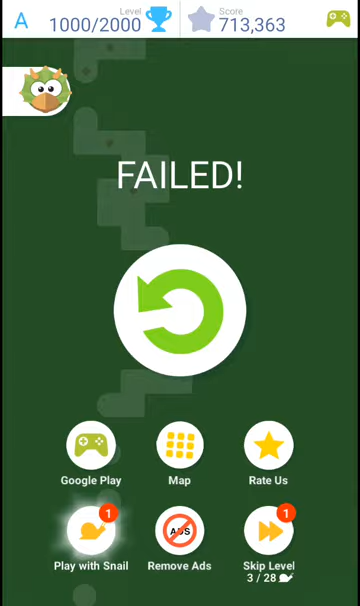 A
Level
1000/2000
Score
713,363
FAILED!
Google Play
Map
Rate Us
1
ADS
1
Play with Snail
Remove Ads
Skip Level
3 / 28